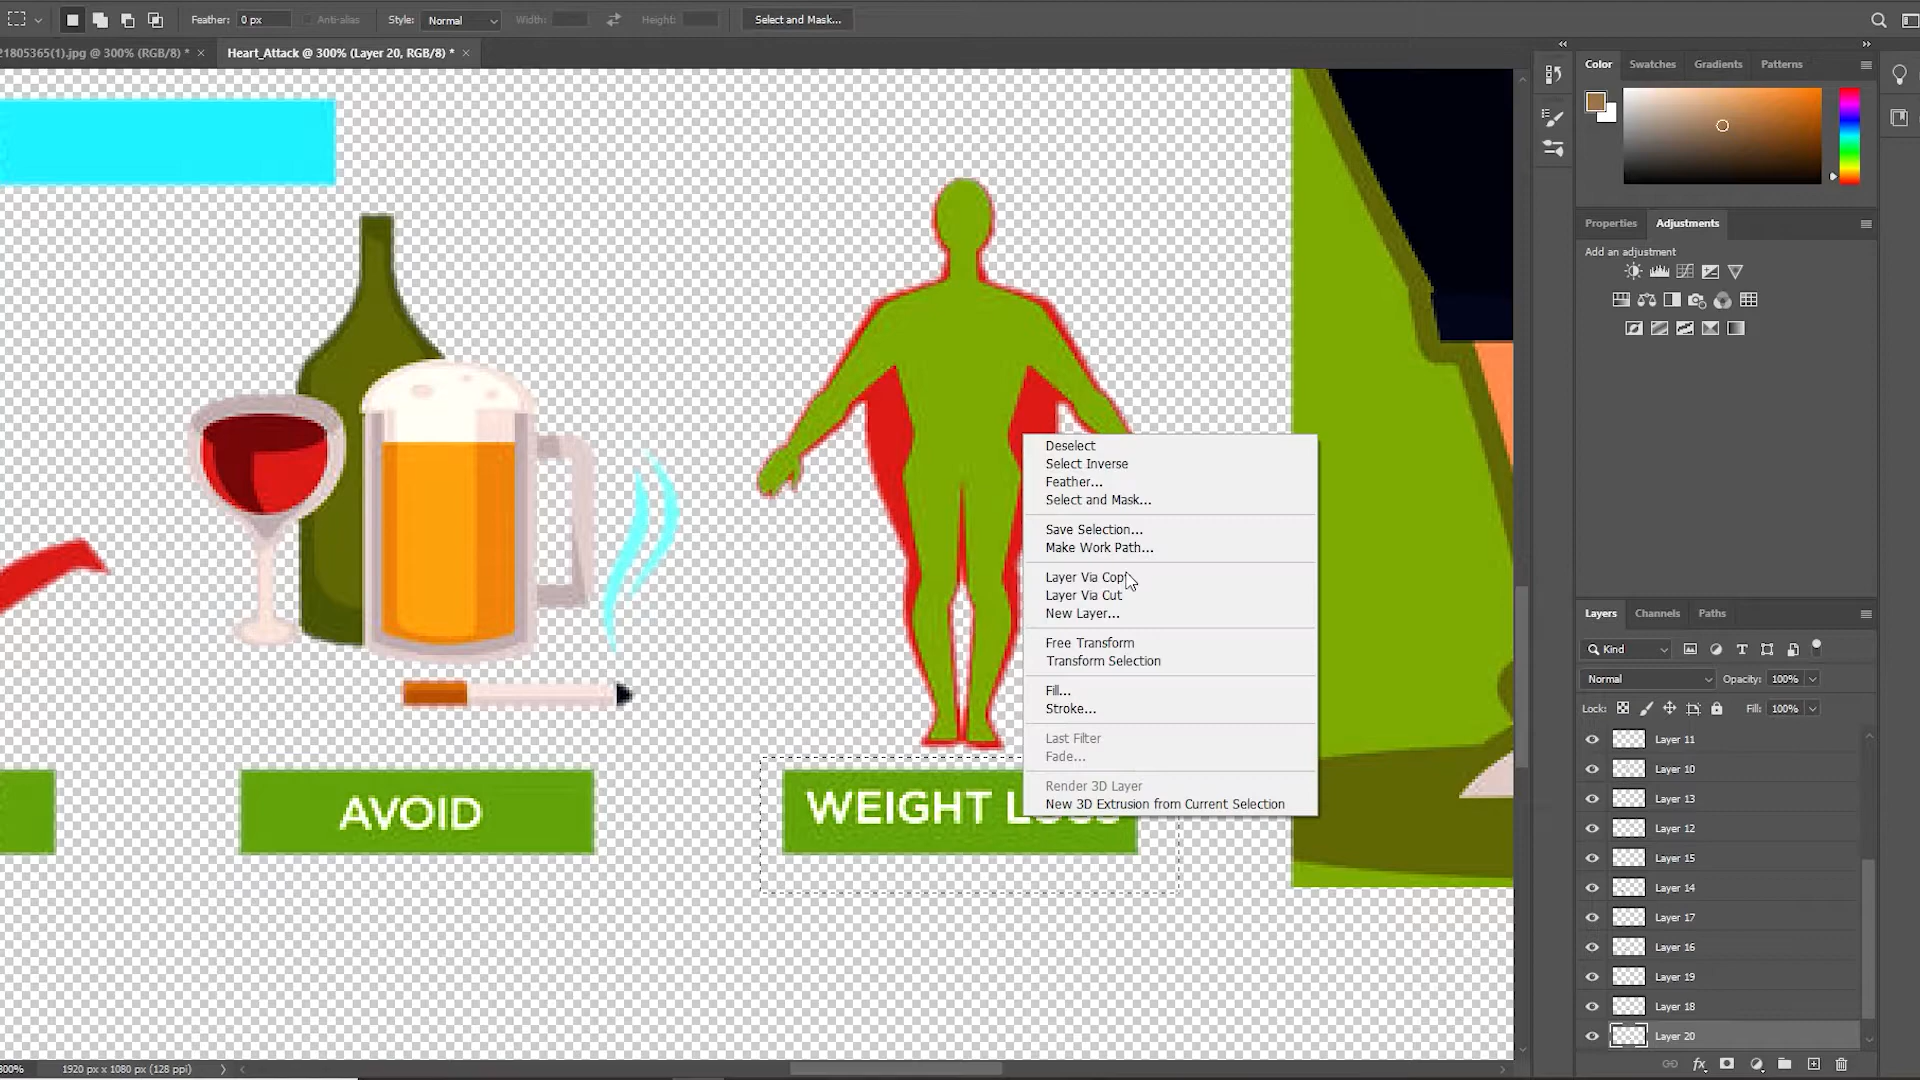 Feather: 0 px Anti-alias Style: Normal Width: Height: Select and Mask...
21805365(1).jpg @ 300% (RGB/8) * × Heart_Attack @ 300% (Layer 20, RGB/8) * ×
Color Swatches Gradients Patterns
Properties Adjustments
Add an adjustment
Deselect
Select Inverse
Feather...
Select and Mask...
Save Selection...
Make Work Path...
Layer Via Copy
Layer Via Cut
New Layer...
Free Transform
Transform Selection
Fill...
Stroke...
Last Filter
Fade...
Render 3D Layer
New 3D Extrusion from Current Selection
AVOID
WEIGHT LOSS
Layers Channels Paths
Kind
Normal Opacity: 100%
Lock: Fill: 100%
Layer 11
Layer 10
Layer 13
Layer 12
Layer 15
Layer 14
Layer 17
Layer 16
Layer 19
Layer 18
Layer 20
fx
300% 1920 px x 1080 px (128 ppi)